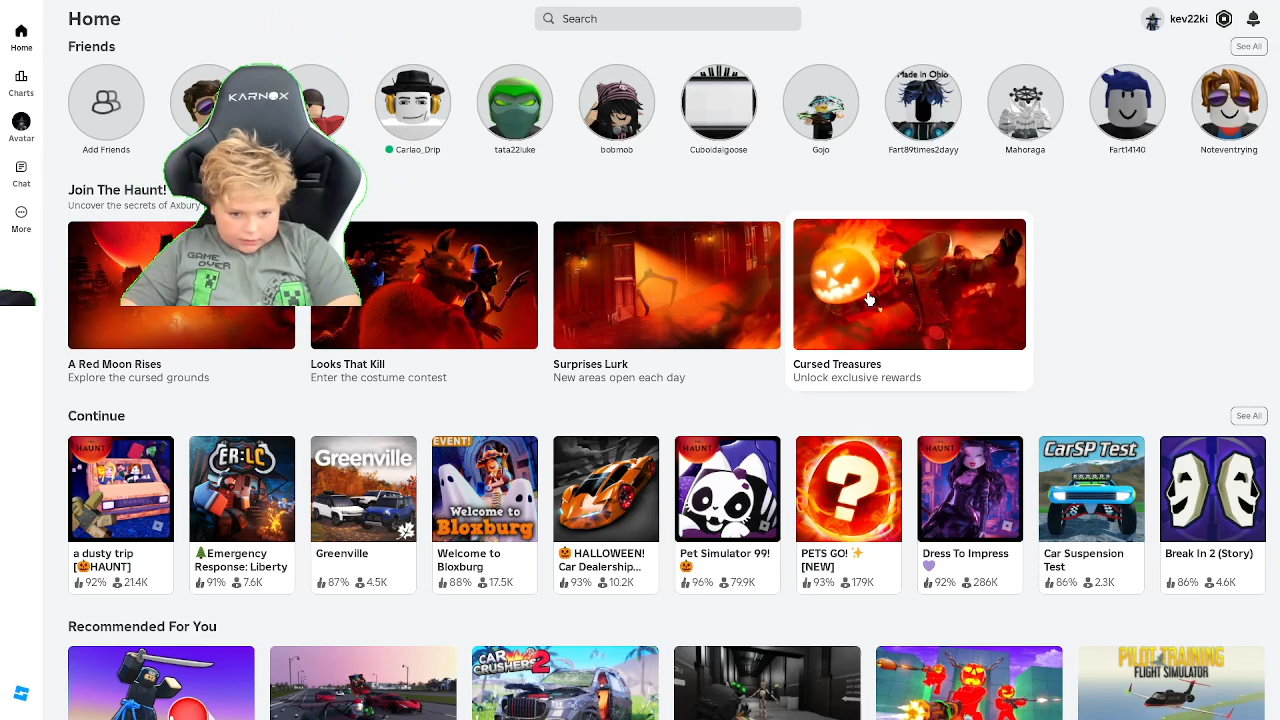 Home
Search
kev22ki
Home
Charts
Avatar
Chat
More
Friends
See All
KARNOX
Made in Ohio
Add Friends
Carlao_Drip
tata22luke
bobmob
Cuboidalgoose
Gojo
Fart89times2dayy
Mahoraga
Fart14140
Noteventrying
Join The Haunt!
Uncover the secrets of Axbury
GAME
OVER
A Red Moon Rises
Explore the cursed grounds
Looks That Kill
Enter the costume contest
Surprises Lurk
New areas open each day
Cursed Treasures
Unlock exclusive rewards
Continue
See All
HAUNT
ER:LC
Greenville
EVENT!
Welcome to
Bloxburg
HAUNT
?
HAUNT
CarSP Test
a dusty trip
[🎃HAUNT]
92% 21.4K
🌲Emergency
Response: Liberty
91% 7.6K
Greenville
87% 4.5K
Welcome to
Bloxburg
88% 17.5K
🎃 HALLOWEEN!
Car Dealership...
93% 10.2K
Pet Simulator 99!
🎃
96% 79.9K
PETS GO! ✨
[NEW]
93% 179K
Dress To Impress
💜
92% 286K
Car Suspension
Test
86% 2.3K
Break In 2 (Story)
86% 4.6K
Recommended For You
CAR
CRUSHERS 2
PILOT TRAINING
FLIGHT SIMULATOR